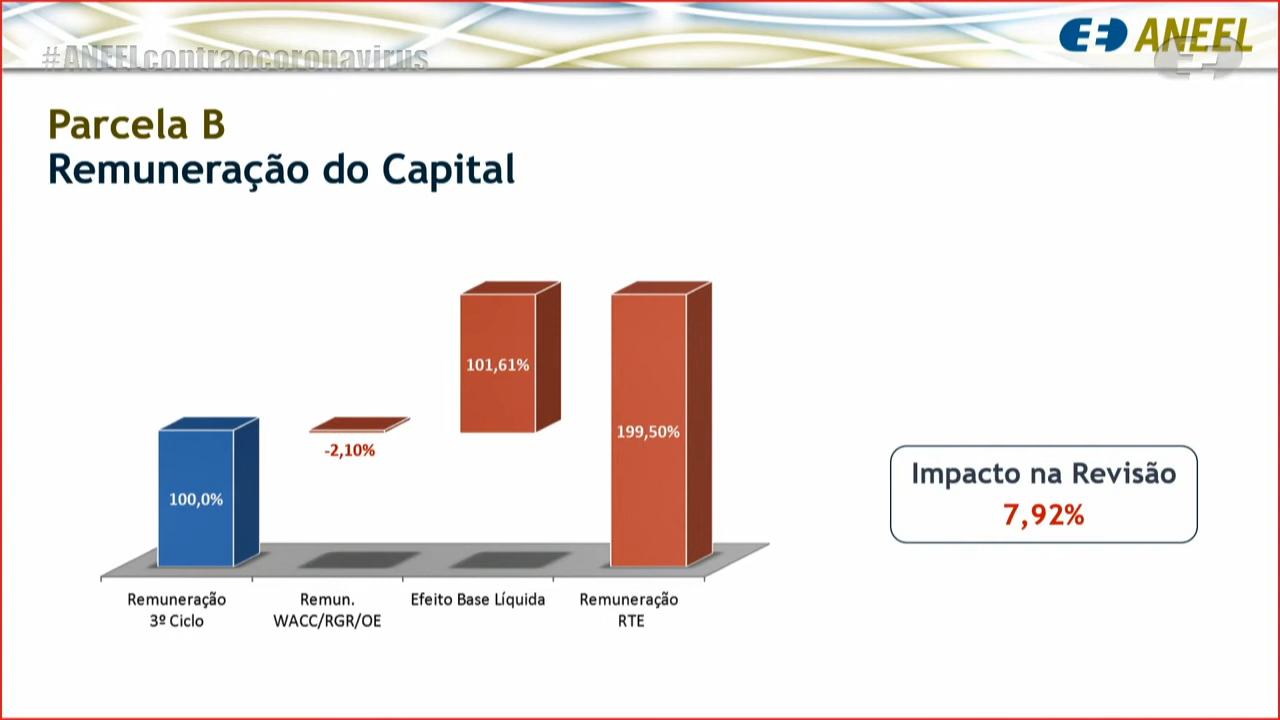 #ANEELcontraocoronavirus
ANEEL
Parcela B
Remuneração do Capital
101,61%
-2,10%
199,50%
100,0%
Impacto na Revisão
7,92%
Remuneração
3º Ciclo
Remun.
WACC/RGR/OE
Efeito Base Líquida
Remuneração
RTE